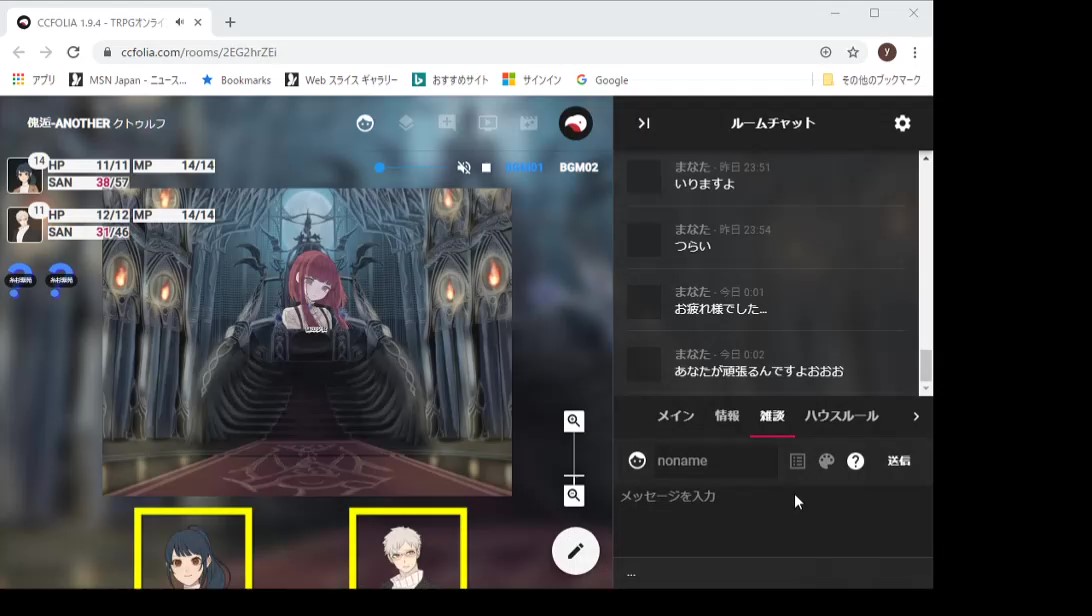 CCFOLIA 1.9.4 - TRPGオンライ
ccfolia.com/rooms/2EG2hrZEi
y
アプリ MSN Japan - ニュース... Bookmarks Web スライス ギャラリー おすすめサイト サインイン Google その他のブックマーク
傀逅-ANOTHER クトゥルフ
ルームチャット
14
HP 11/11 MP 14/14
SAN 38/57
BGM01 BGM02
11
HP 12/12 MP 14/14
SAN 31/46
まなた - 昨日 23:51
いりますよ
まなた - 昨日 23:54
つらい
まなた - 今日 0:01
お疲れ様でした...
まなた - 今日 0:02
あなたが頑張るんですよおおお
メイン 情報 雑談 ハウスルール
noname
送信
メッセージを入力
...